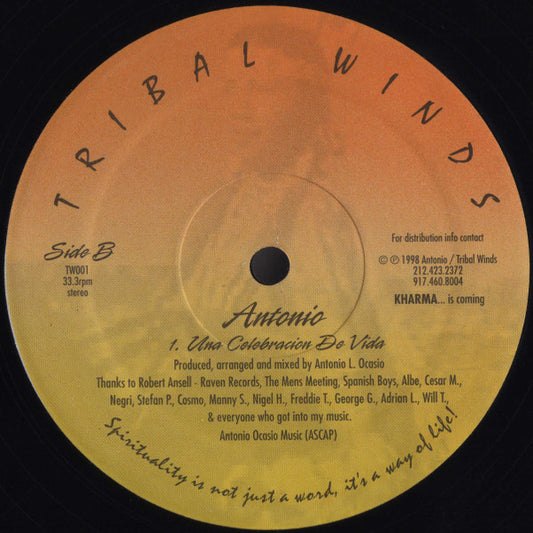 TRIBAL WINDS
Side B
TW001
33.3rpm
stereo
For distribution info contact
© ℗ 1998 Antonio / Tribal Winds
212.423.2372
917.460.8004
KHARMA... is coming
Antonio
1. Una Celebracion De Vida
Produced, arranged and mixed by Antonio L. Ocasio
Thanks to Robert Ansell - Raven Records, The Mens Meeting, Spanish Boys, Albe, Cesar M.,
Negri, Stefan P., Cosmo, Manny S., Nigel H., Freddie T., George G., Adrian L., Will T.,
& everyone who got into my music.
Antonio Ocasio Music (ASCAP)
Spirituality is not just a word, it's a way of life!